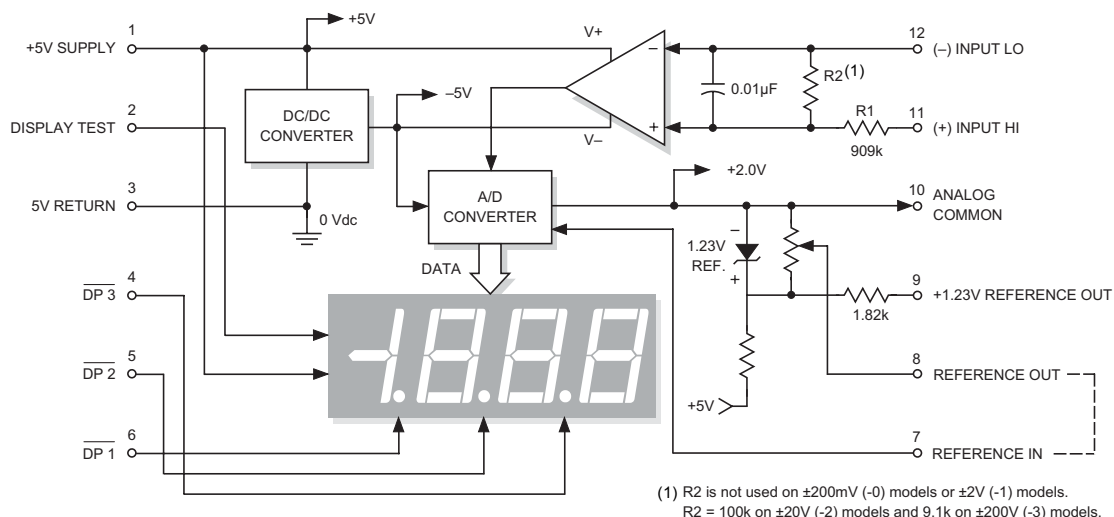 1
+5V SUPPLY
+5V
V+
12
(–) INPUT LO
–
R2(1)
0.01µF
–5V
DC/DC
CONVERTER
2
DISPLAY TEST
V–
+
R1
909k
11
(+) INPUT HI
3
5V RETURN
0 Vdc
A/D
CONVERTER
+2.0V
10
ANALOG
COMMON
DATA
–
1.23V
REF.
+
4
DP 3
9
+1.23V REFERENCE OUT
1.82k
-1.8.8.8
5
DP 2
8
REFERENCE OUT
+5V
6
DP 1
7
REFERENCE IN
(1) R2 is not used on ±200mV (-0) models or ±2V (-1) models.
R2 = 100k on ±20V (-2) models and 9.1k on ±200V (-3) models.